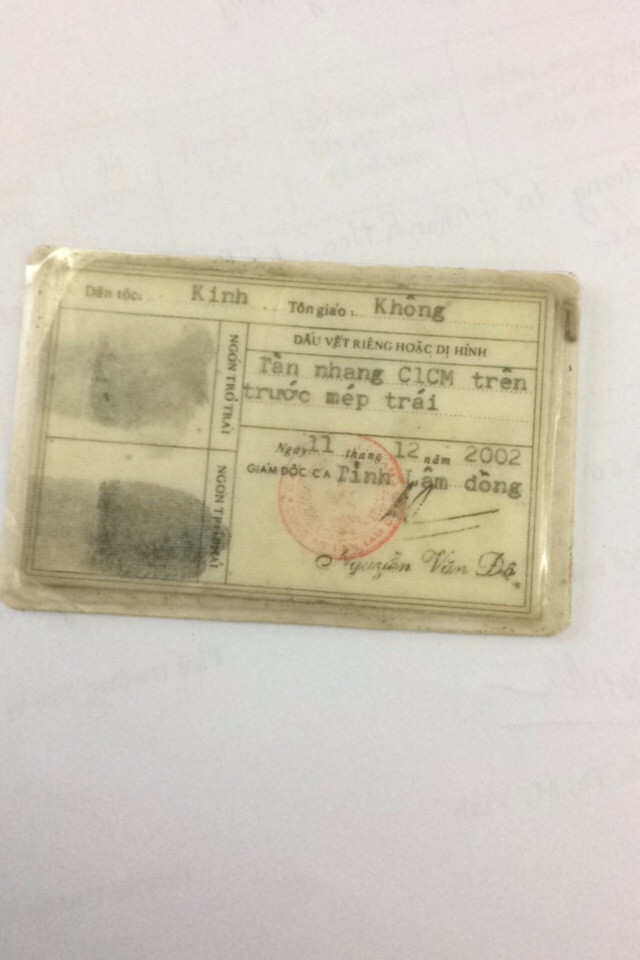 Dân tộc: Kinh Tôn giáo: Không
NGÓN TRỎ TRÁI
DẤU VẾT RIÊNG HOẶC DỊ HÌNH
Tàn nhang C1CM trên
trước mép trái
NGÓN TRỎ PHẢI
Ngày 11 tháng 12 năm 2002
GIÁM ĐỐC CA Tỉnh Lâm đồng
Nguyễn Văn Độ